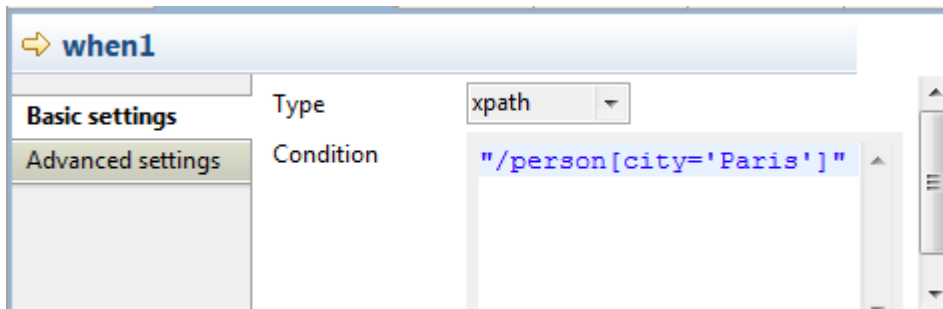 when1
Basic settings
Advanced settings
Type
xpath
Condition
"/person[city='Paris']"